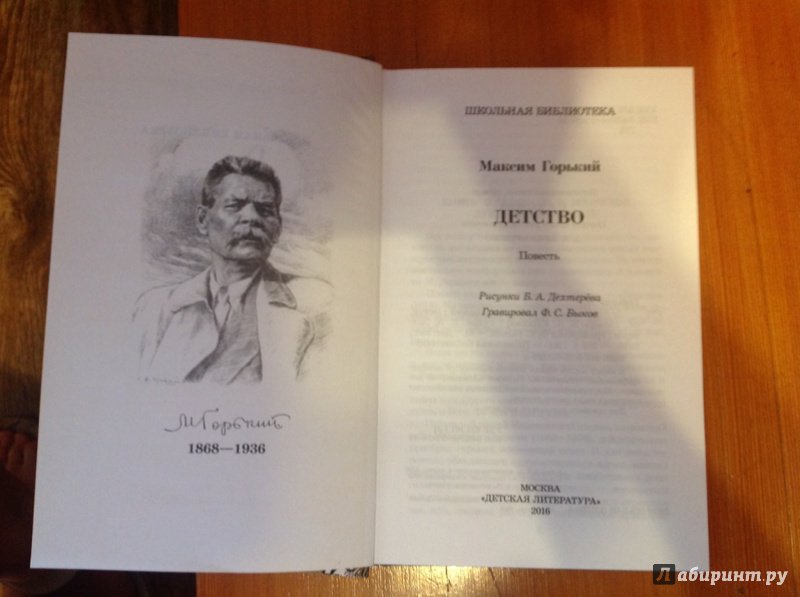 М. Горький
1868—1936
ШКОЛЬНАЯ БИБЛИОТЕКА
Максим Горький
ДЕТСТВО
Повесть
Рисунки Б. А. Дехтерёва
Гравировал Ф. С. Быков
МОСКВА
«ДЕТСКАЯ ЛИТЕРАТУРА»
2016
Лабиринт.ру